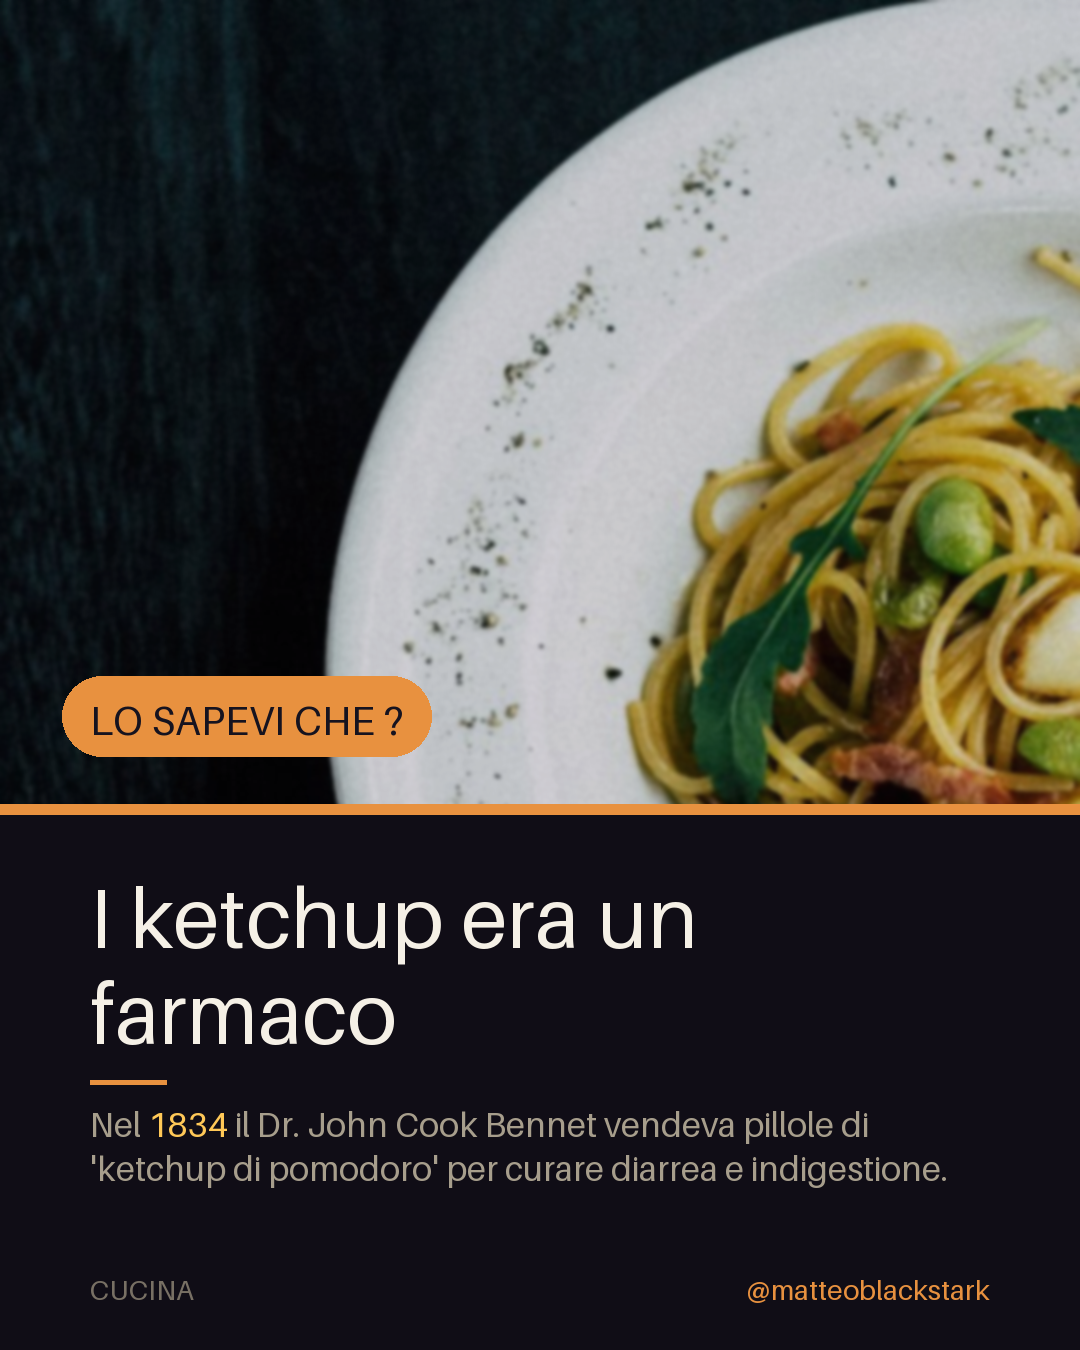 LO SAPEVI CHE ?
I ketchup era un
farmaco
Nel 1834 il Dr. John Cook Bennet vendeva pillole di
'ketchup di pomodoro' per curare diarrea e indigestione.
CUCINA
@matteoblackstark